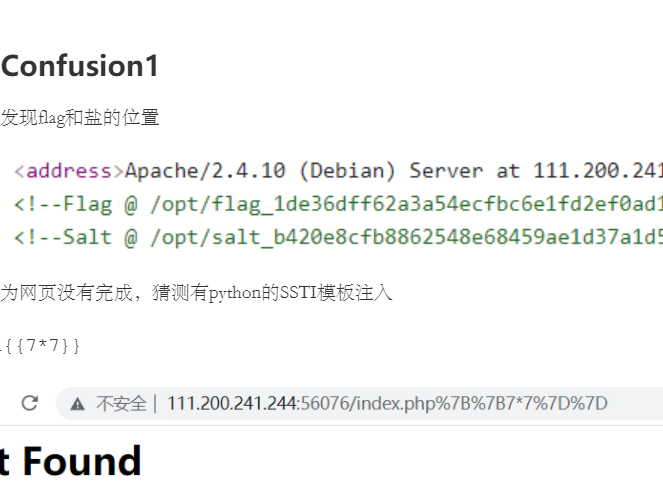 Confusion1
发现flag和盐的位置
<address>Apache/2.4.10 (Debian) Server at 111.200.241
<!--Flag @ /opt/flag_1de36dff62a3a54ecfbc6e1fd2ef0ad1
<!--Salt @ /opt/salt_b420e8cfb8862548e68459ae1d37a1d5
为网页没有完成，猜测有python的SSTI模板注入
{{7*7}}
不安全 | 111.200.241.244:56076/index.php%7B%7B7*7%7D%7D
t Found